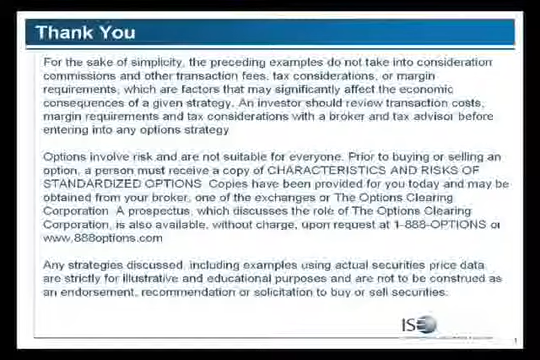 Thank You
For the sake of simplicity, the preceding examples do not take into consideration
commissions and other transaction fees, tax considerations, or margin
requirements, which are factors that may significantly affect the economic
consequences of a given strategy. An investor should review transaction costs,
margin requirements and tax considerations with a broker and tax advisor before
entering into any options strategy
Options involve risk and are not suitable for everyone. Prior to buying or selling an
option, a person must receive a copy of CHARACTERISTICS AND RISKS OF
STANDARDIZED OPTIONS. Copies have been provided for you today and may be
obtained from your broker, one of the exchanges or The Options Clearing
Corporation. A prospectus, which discusses the role of The Options Clearing
Corporation, is also available, without charge, upon request at 1-888-OPTIONS or
www.888options.com
Any strategies discussed, including examples using actual securities price data,
are strictly for illustrative and educational purposes and are not to be construed as
an endorsement, recommendation or solicitation to buy or sell securities.
ISE
1